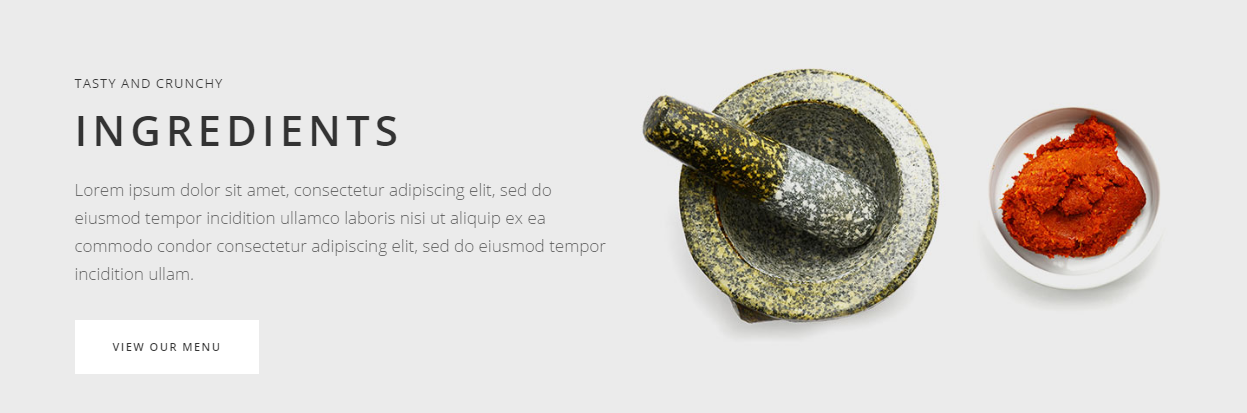 TASTY AND CRUNCHY
INGREDIENTS
Lorem ipsum dolor sit amet, consectetur adipiscing elit, sed do
eiusmod tempor incidition ullamco laboris nisi ut aliquip ex ea
commodo condor consectetur adipiscing elit, sed do eiusmod tempor
incidition ullam.
VIEW OUR MENU